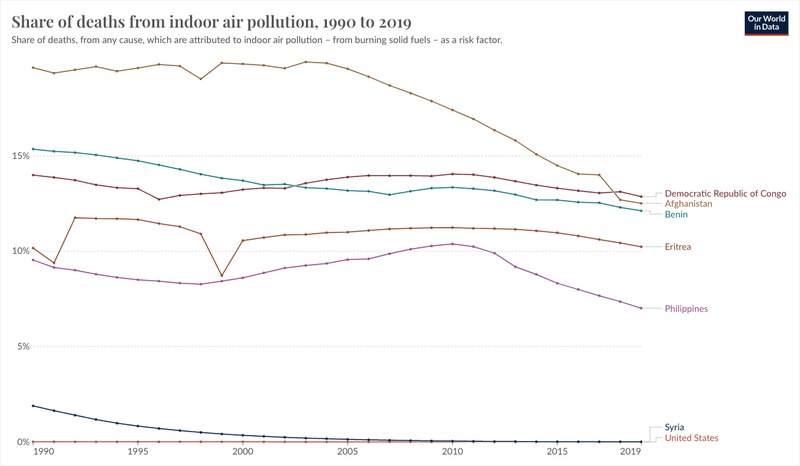 Share of deaths from indoor air pollution, 1990 to 2019
Share of deaths, from any cause, which are attributed to indoor air pollution – from burning solid fuels – as a risk factor.
Our World
in Data
15%
10%
5%
0%
1990
1995
2000
2005
2010
2015
2019
Democratic Republic of Congo
Afghanistan
Benin
Eritrea
Philippines
Syria
United States